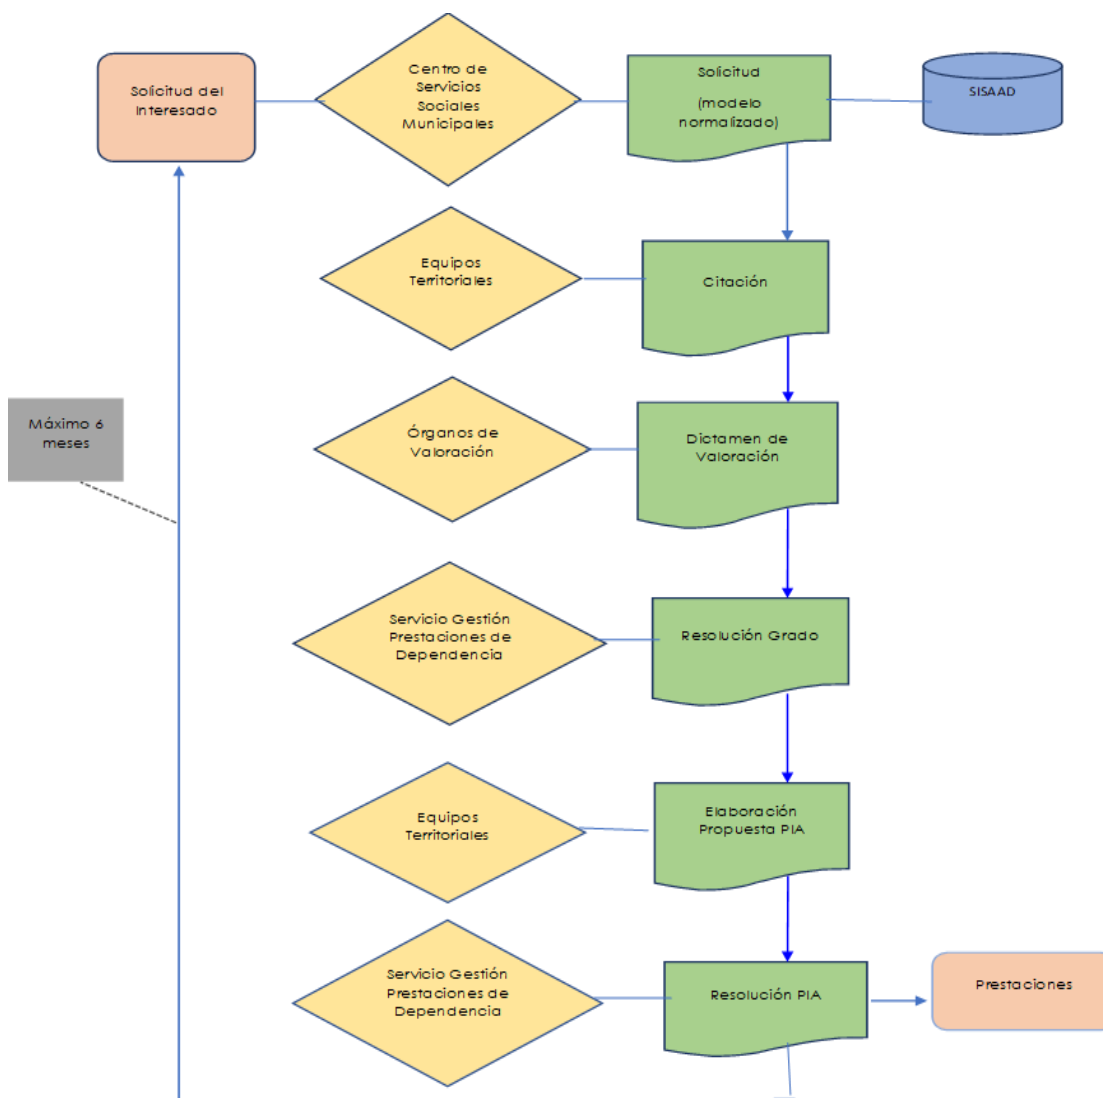 Solicitud del
Interesado
Centro de
Servicios
Sociales
Municipales
Solicitud
(modelo
normalizado)
SISAAD
Equipos
Territoriales
Citación
Máximo 6
meses
Órganos de
Valoración
Dictamen de
Valoración
Servicio Gestión
Prestaciones de
Dependencia
Resolución Grado
Equipos
Territoriales
Elaboración
Propuesta PIA
Servicio Gestión
Prestaciones de
Dependencia
Resolución PIA
Prestaciones